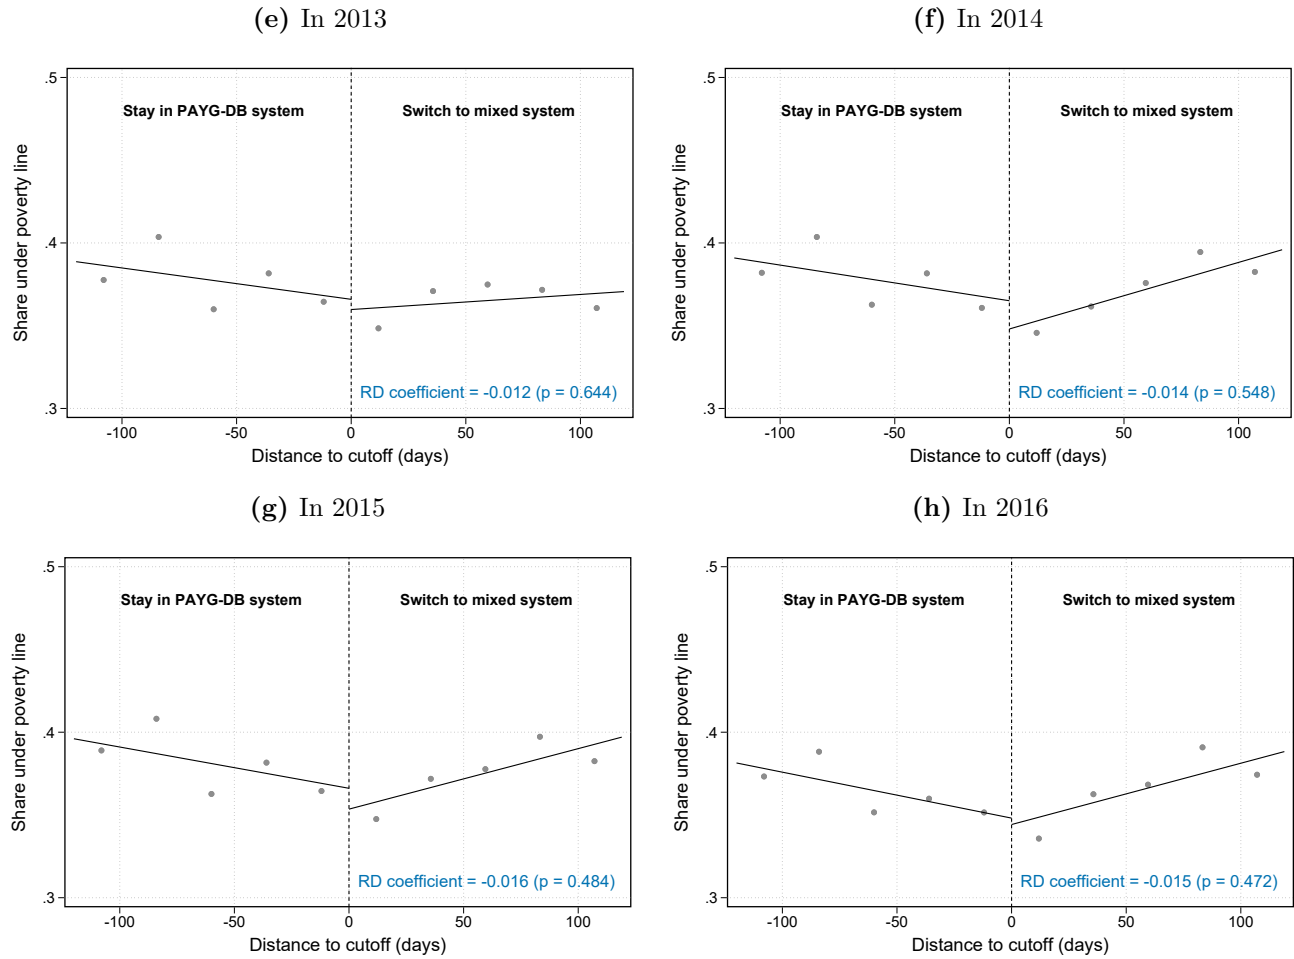 (e) In 2013
.5
Stay in PAYG-DB system
Switch to mixed system
Share under poverty line
.4
RD coefficient = -0.012 (p = 0.644)
.3
-100 -50 0 50 100
Distance to cutoff (days)
(f) In 2014
.5
Stay in PAYG-DB system
Switch to mixed system
Share under poverty line
.4
RD coefficient = -0.014 (p = 0.548)
.3
-100 -50 0 50 100
Distance to cutoff (days)
(g) In 2015
.5
Stay in PAYG-DB system
Switch to mixed system
Share under poverty line
.4
RD coefficient = -0.016 (p = 0.484)
.3
-100 -50 0 50 100
Distance to cutoff (days)
(h) In 2016
.5
Stay in PAYG-DB system
Switch to mixed system
Share under poverty line
.4
RD coefficient = -0.015 (p = 0.472)
.3
-100 -50 0 50 100
Distance to cutoff (days)